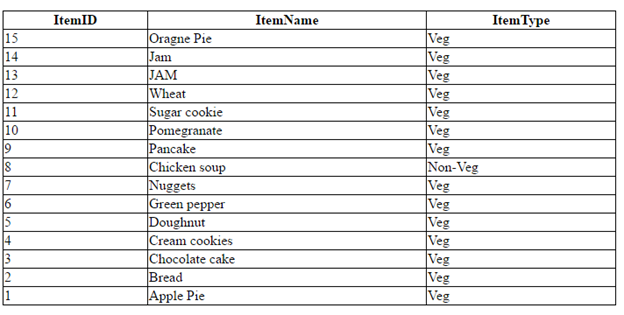 ItemID ItemName ItemType
15 Oragne Pie Veg
14 Jam Veg
13 JAM Veg
12 Wheat Veg
11 Sugar cookie Veg
10 Pomegranate Veg
9 Pancake Veg
8 Chicken soup Non-Veg
7 Nuggets Veg
6 Green pepper Veg
5 Doughnut Veg
4 Cream cookies Veg
3 Chocolate cake Veg
2 Bread Veg
1 Apple Pie Veg